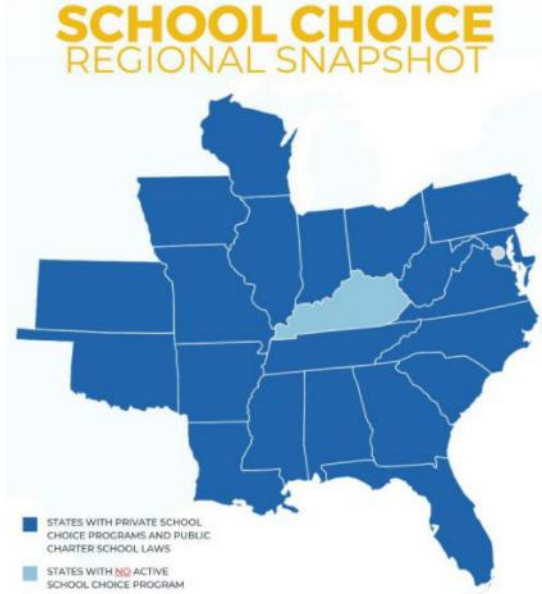 SCHOOL CHOICE
REGIONAL SNAPSHOT
STATES WITH PRIVATE SCHOOL
CHOICE PROGRAMS AND PUBLIC
CHARTER SCHOOL LAWS
STATES WITH NO ACTIVE
SCHOOL CHOICE PROGRAM